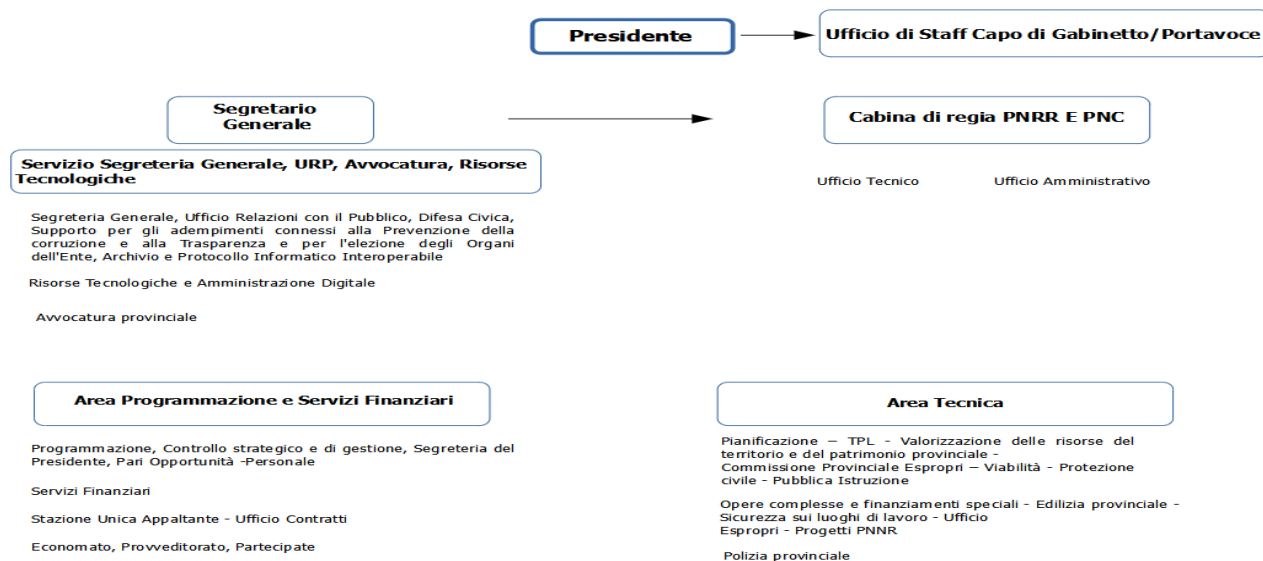 Presidente
Ufficio di Staff Capo di Gabinetto/Portavoce
Segretario
Generale
Cabina di regia PNRR E PNC
Servizio Segreteria Generale, URP, Avvocatura, Risorse
Tecnologiche
Ufficio Tecnico
Ufficio Amministrativo
Segreteria Generale, Ufficio Relazioni con il Pubblico, Difesa Civica,
Supporto per gli adempimenti connessi alla Prevenzione della
corruzione e alla Trasparenza e per l'elezione degli Organi
dell'Ente, Archivio e Protocollo Informatico Interoperabile
Risorse Tecnologiche e Amministrazione Digitale
Avvocatura provinciale
Area Programmazione e Servizi Finanziari
Programmazione, Controllo strategico e di gestione, Segreteria del
Presidente, Pari Opportunità -Personale
Servizi Finanziari
Stazione Unica Appaltante - Ufficio Contratti
Economato, Provveditorato, Partecipate
Area Tecnica
Pianificazione – TPL - Valorizzazione delle risorse del
territorio e del patrimonio provinciale -
Commissione Provinciale Espropri – Viabilità - Protezione
civile - Pubblica Istruzione
Opere complesse e finanziamenti speciali - Edilizia provinciale -
Sicurezza sui luoghi di lavoro - Ufficio
Espropri - Progetti PNNR
Polizia provinciale